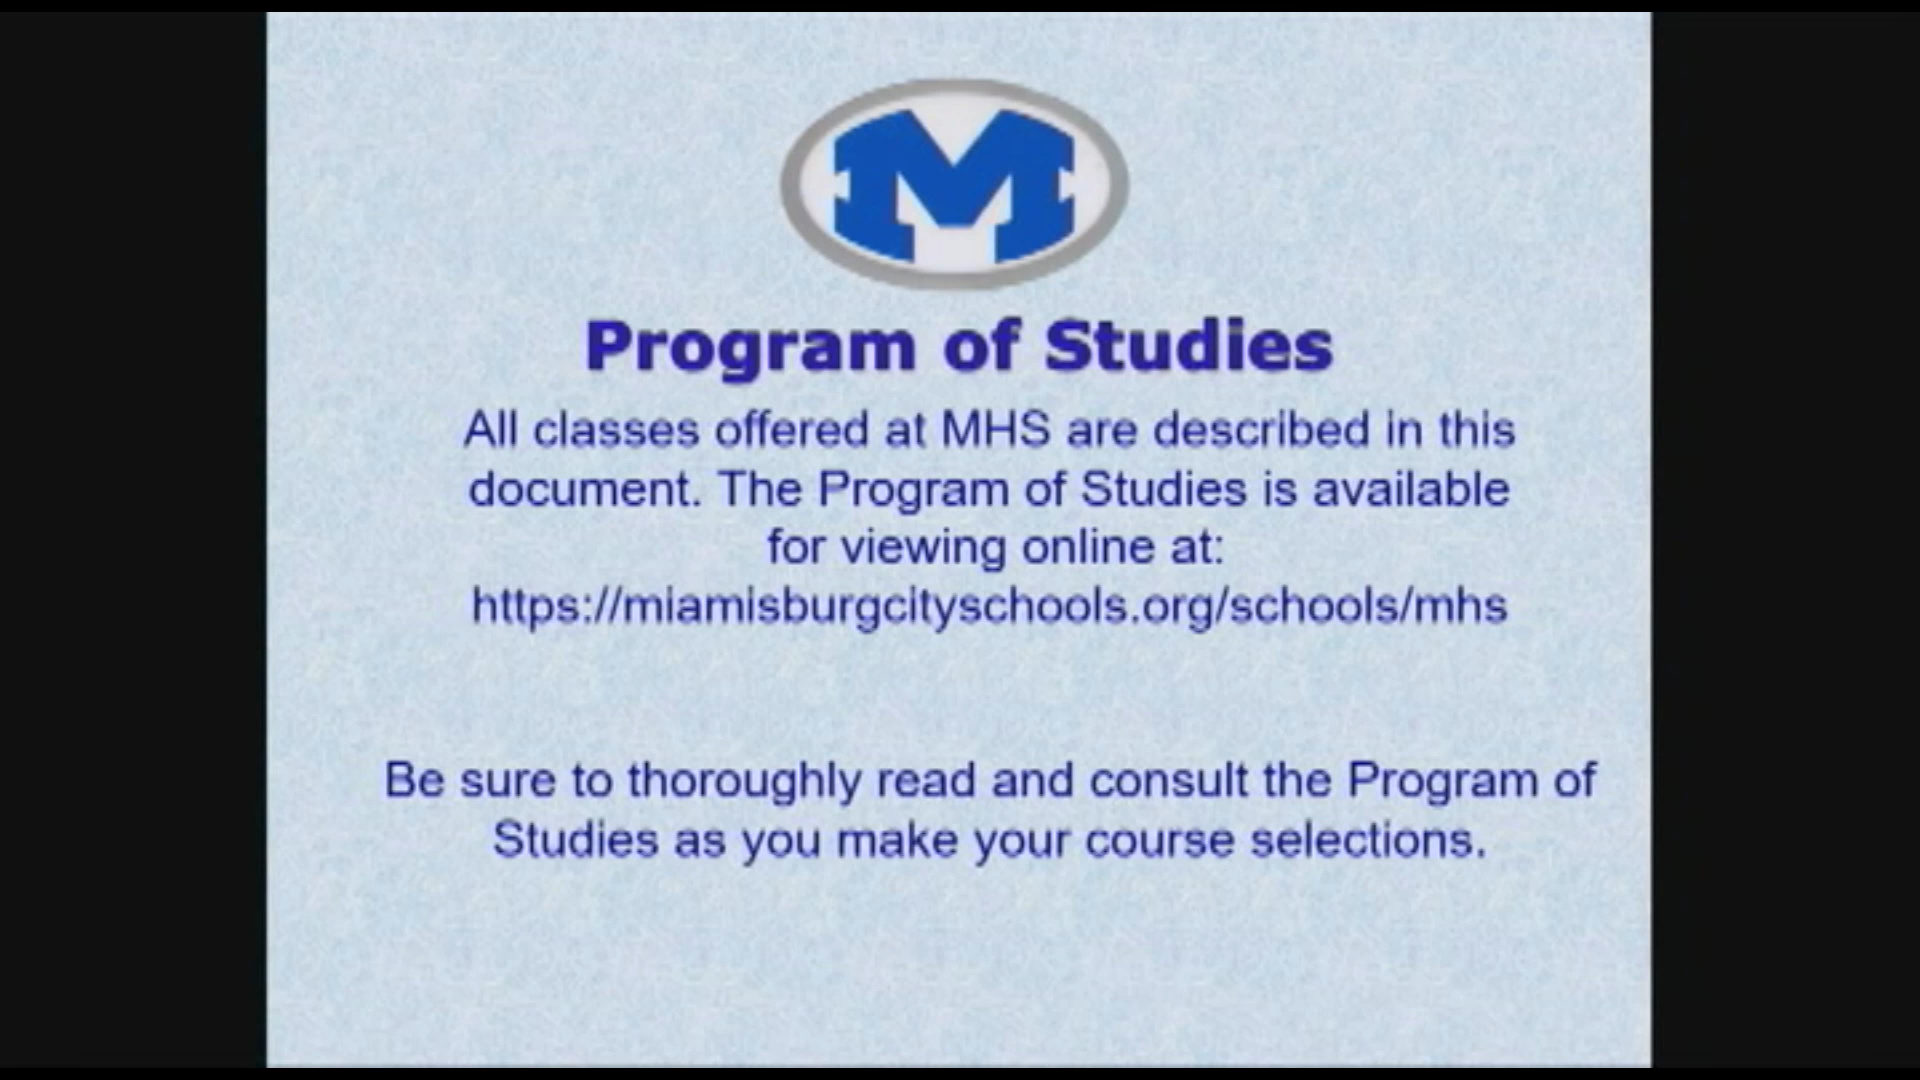 M
Program of Studies
All classes offered at MHS are described in this
document. The Program of Studies is available
for viewing online at:
https://miamisburgcityschools.org/schools/mhs
Be sure to thoroughly read and consult the Program of
Studies as you make your course selections.